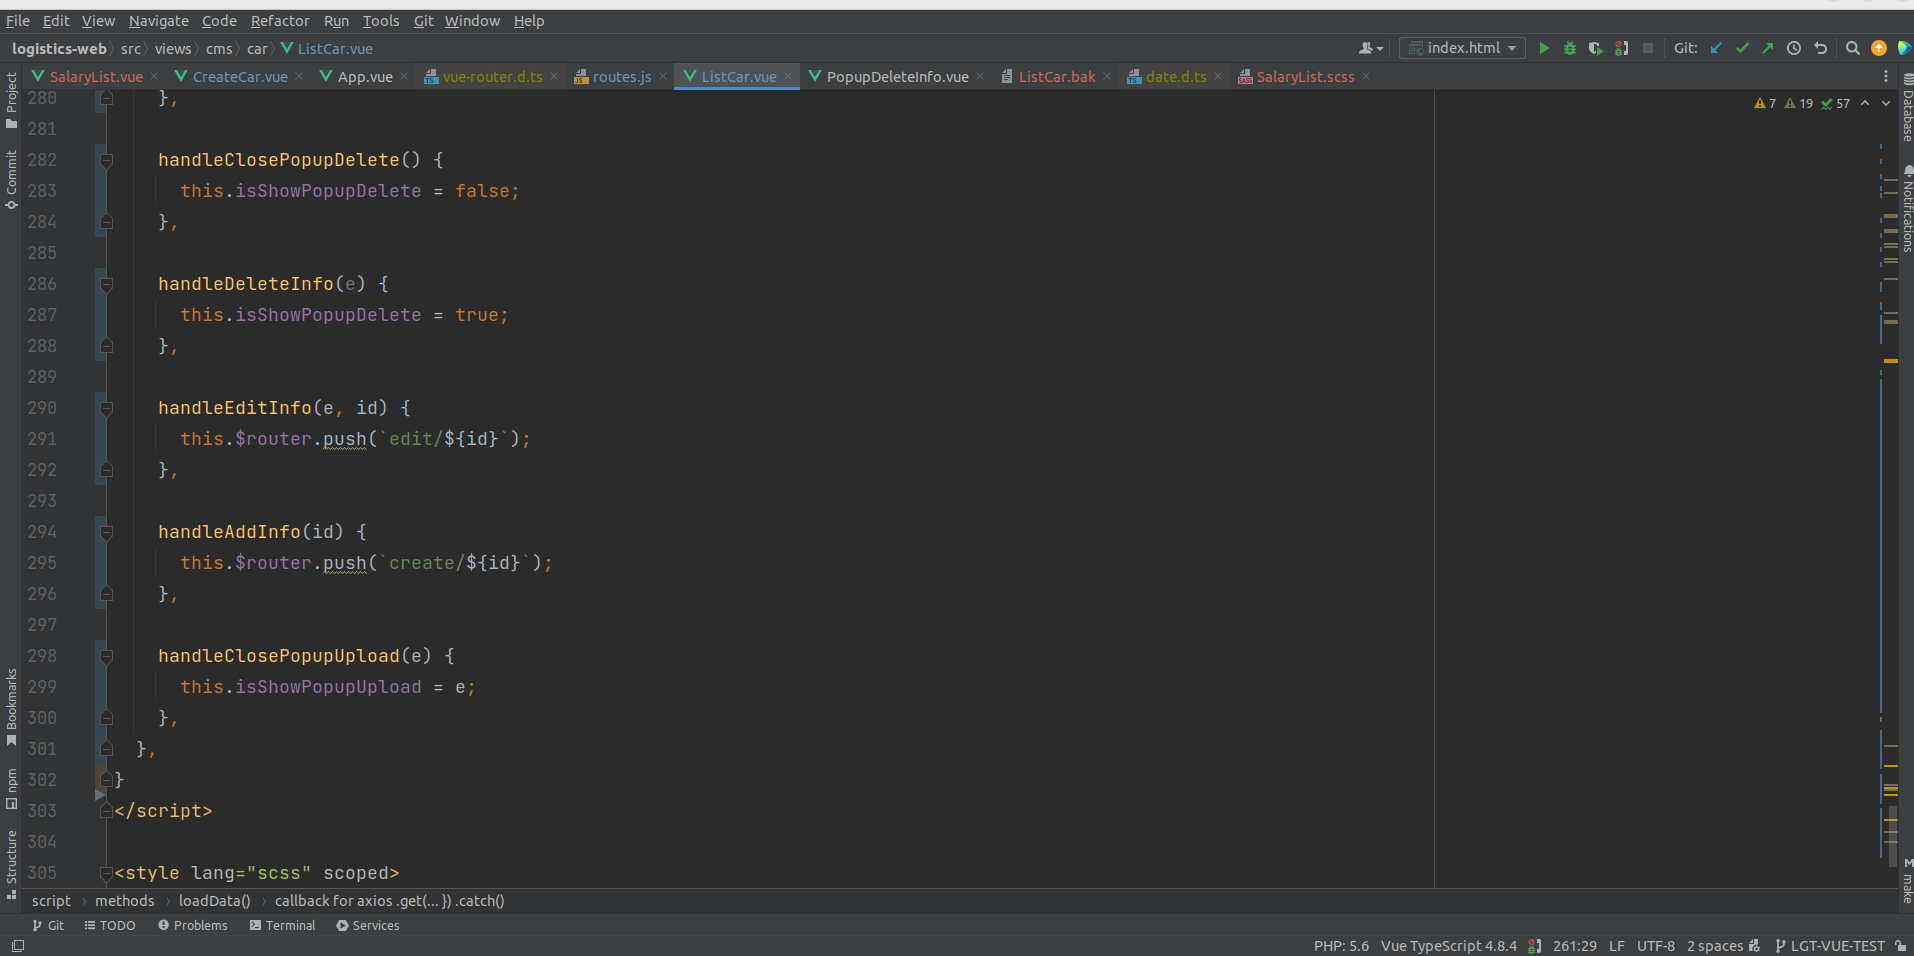 File Edit View Navigate Code Refactor Run Tools Git Window Help
logistics-web src views cms car ListCar.vue index.html Git:
SalaryList.vue CreateCar.vue App.vue vue-router.d.ts routes.js ListCar.vue PopupDeleteInfo.vue ListCar.bak date.d.ts SalaryList.scss
Project
Commit
Bookmarks
npm
Structure
7 19 57
280 },
281
282 handleClosePopupDelete() {
283 this.isShowPopupDelete = false;
284 },
285
286 handleDeleteInfo(e) {
287 this.isShowPopupDelete = true;
288 },
289
290 handleEditInfo(e, id) {
291 this.$router.push(`edit/${id}`);
292 },
293
294 handleAddInfo(id) {
295 this.$router.push(`create/${id}`);
296 },
297
298 handleClosePopupUpload(e) {
299 this.isShowPopupUpload = e;
300 },
301 },
302 }
303 </script>
304
305 <style lang="scss" scoped>
Database
Notifications
make
script methods loadData() callback for axios .get(... }) .catch()
Git TODO Problems Terminal Services
PHP: 5.6 Vue TypeScript 4.8.4 261:29 LF UTF-8 2 spaces LGT-VUE-TEST